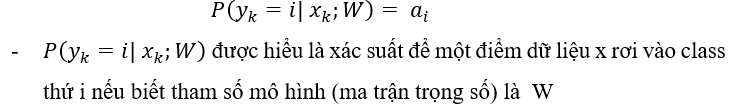 P(y_k = i| x_k; W) = a_i
- P(y_k = i| x_k; W) được hiểu là xác suất để một điểm dữ liệu x rơi vào class
thứ i nếu biết tham số mô hình (ma trận trọng số) là W